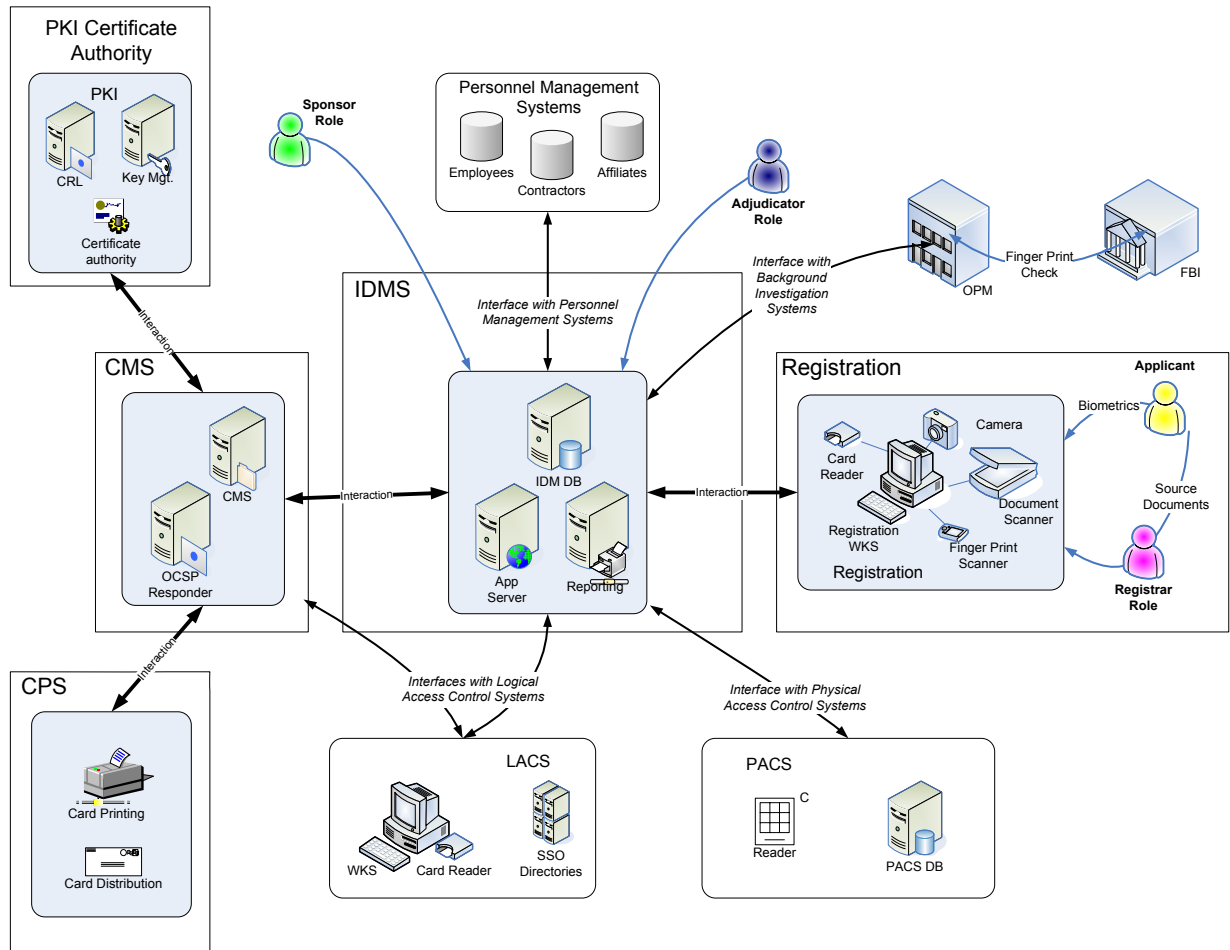 PKI Certificate
Authority
PKI
CRL
Key Mgt.
Certificate
authority
Interaction
Sponsor
Role
Personnel Management
Systems
Employees
Contractors
Affiliates
Adjudicator
Role
Interface with
Background
Investigation
Systems
OPM
Finger Print
Check
FBI
IDMS
Interface with Personnel
Management Systems
IDM DB
App
Server
Reporting
CMS
CMS
OCSP
Responder
Interaction
Interaction
Registration
Applicant
Biometrics
Camera
Card
Reader
Document
Scanner
Registration
WKS
Finger Print
Scanner
Registration
Source
Documents
Registrar
Role
Interaction
CPS
Card Printing
Card Distribution
Interfaces with Logical
Access Control Systems
Interface with Physical
Access Control Systems
LACS
WKS
Card Reader
SSO
Directories
PACS
C
Reader
PACS DB